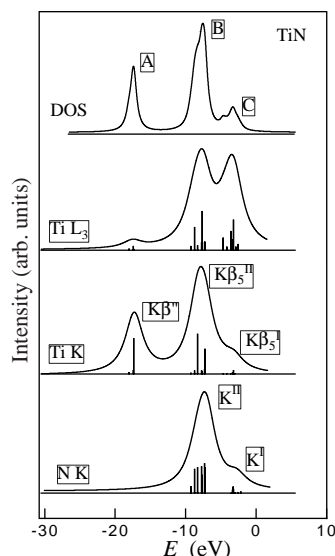 TiN
A
B
C
DOS
Ti L₃
Kβ"
Kβ₅ᴵᴵ
Kβ₅ᴵ
Ti K
Kᴵᴵ
Kᴵ
N K
Intensity (arb. units)
-30 -20 -10 0 10
E (eV)